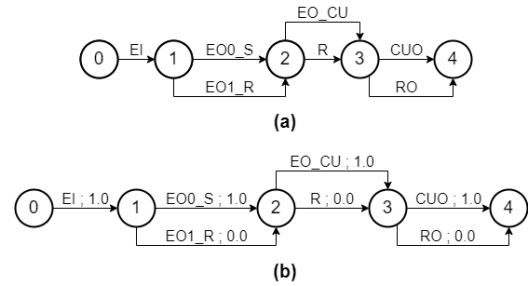 EO_CU
EI EO0_S R CUO
0 1 2 3 4
EO1_R RO
(a)
EO_CU ; 1.0
EI ; 1.0 EO0_S ; 1.0 R ; 0.0 CUO ; 1.0
0 1 2 3 4
EO1_R ; 0.0 RO ; 0.0
(b)